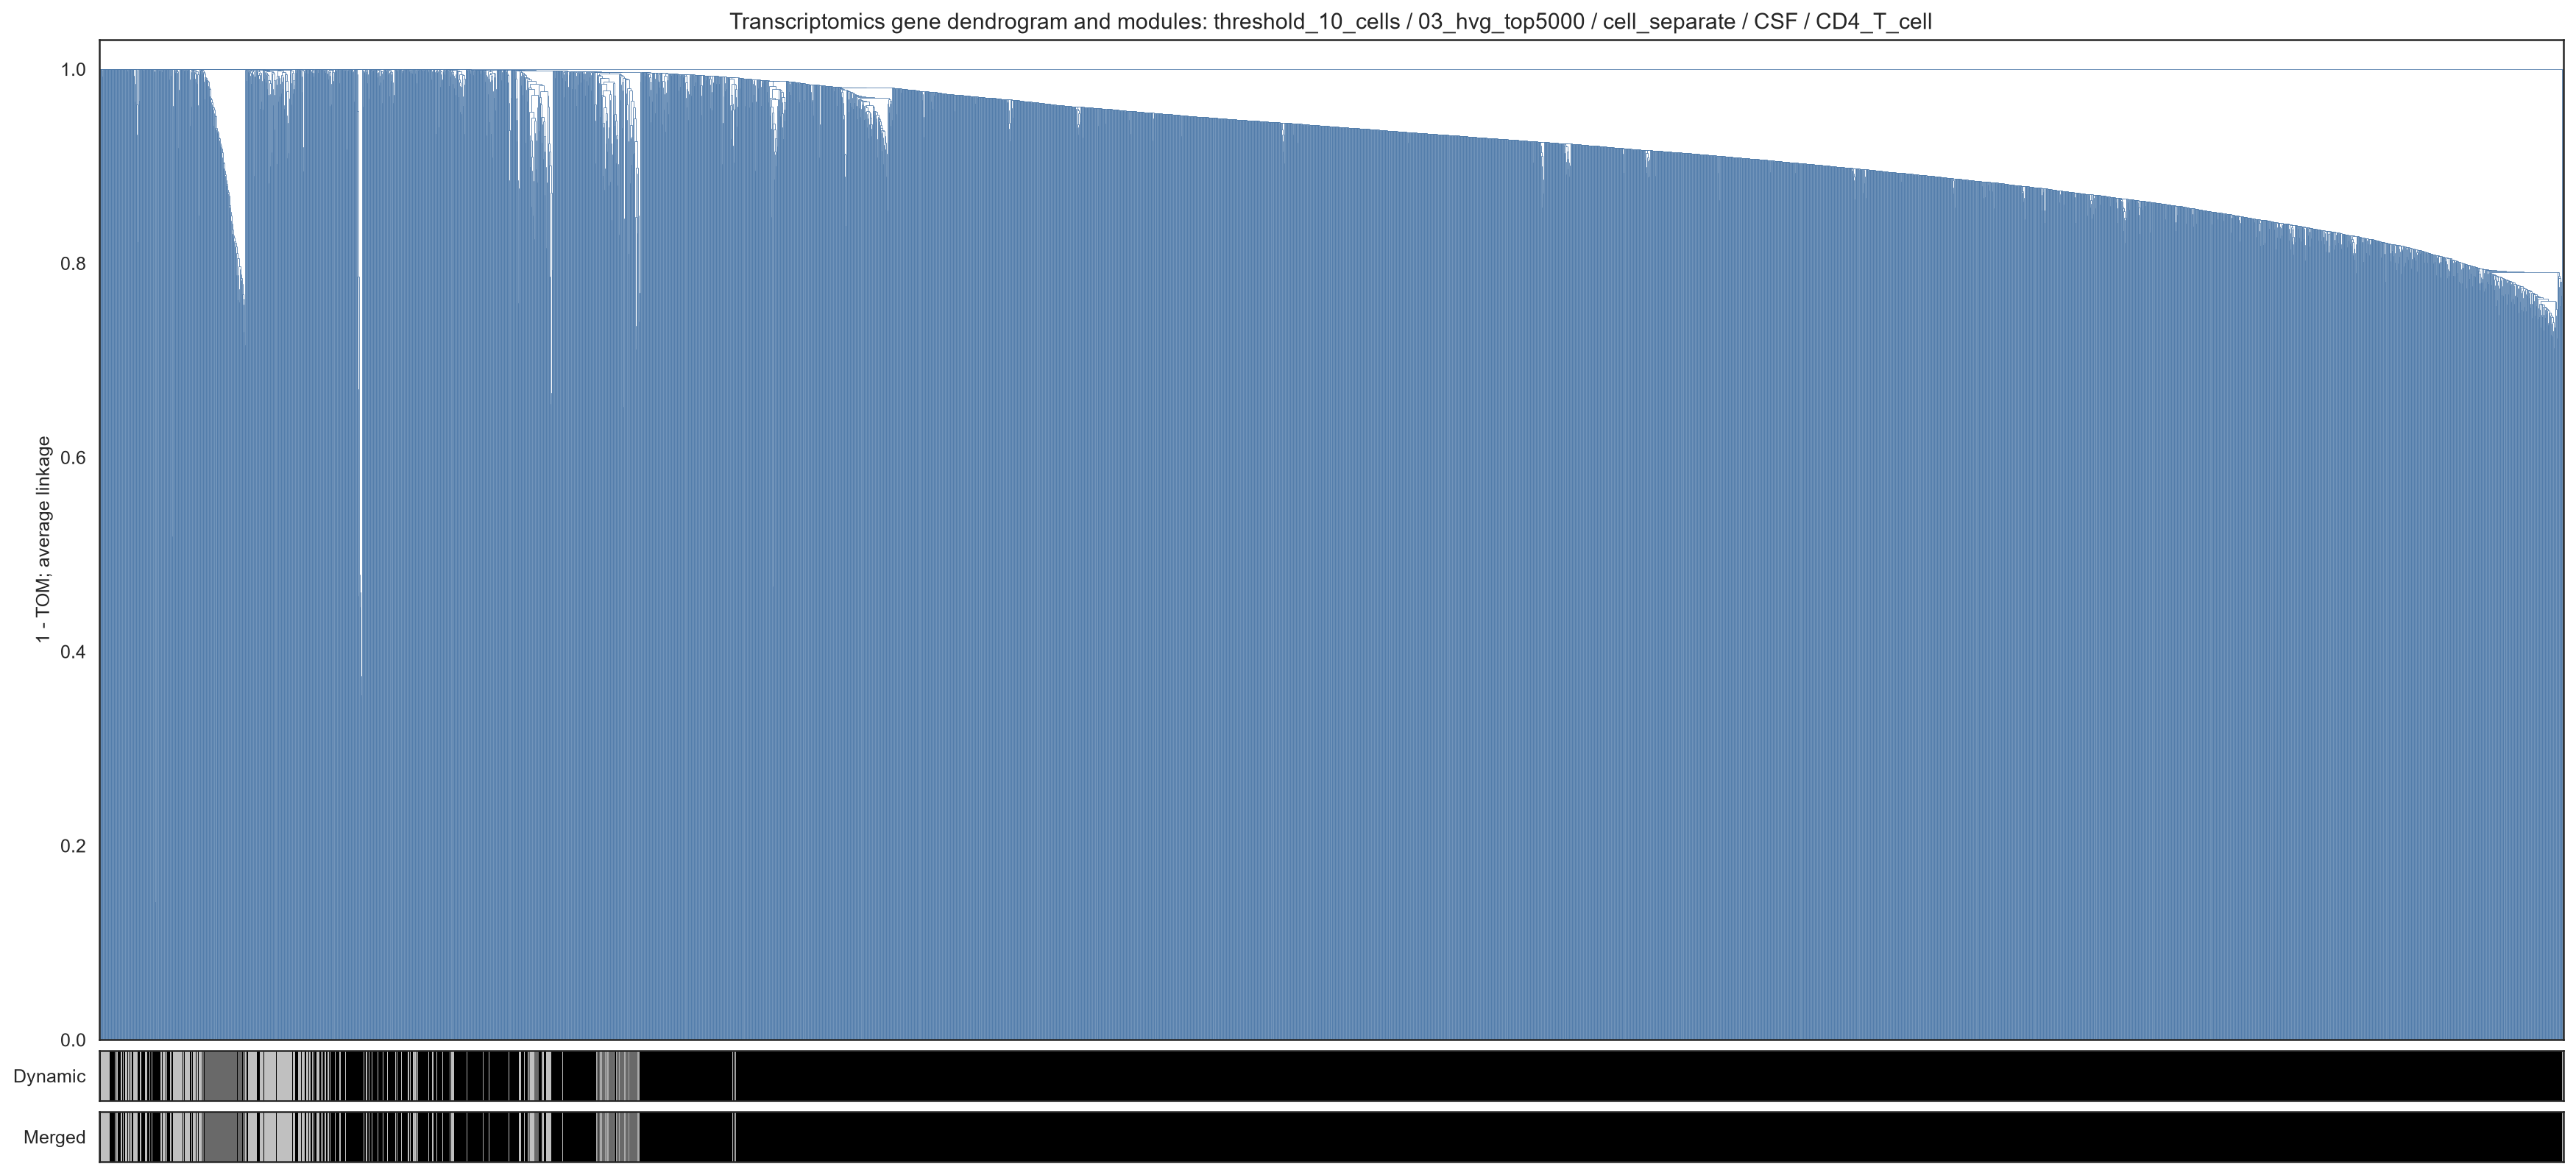 Transcriptomics gene dendrogram and modules: threshold_10_cells / 03_hvg_top5000 / cell_separate / CSF / CD4_T_cell
1.0
0.8
0.6
0.4
0.2
0.0
1 - TOM; average linkage
Dynamic
Merged